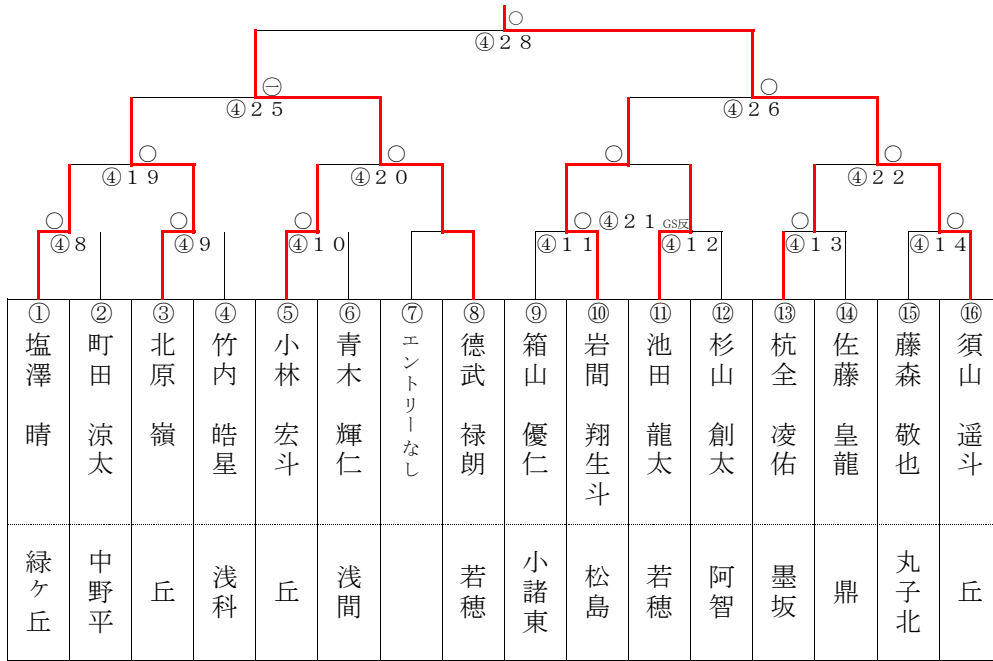 ○
④28
㊀
④25
○
④26
○
④19
○
④20
○
○
④22
○
④8
○
④9
○
④10
○
④11
④21 GS反
④12
○
④13
○
④14
① 塩澤 晴 緑ケ丘
② 町田 涼太 中野平
③ 北原 嶺 丘
④ 竹内 皓星 浅科
⑤ 小林 宏斗 丘
⑥ 青木 輝仁 浅間
⑦ エントリーなし
⑧ 德武 禄朗 若穂
⑨ 箱山 優仁 小諸東
⑩ 岩間 翔生斗 松島
⑪ 池田 龍太 若穂
⑫ 杉山 創太 阿智
⑬ 杭全 凌佑 墨坂
⑭ 佐藤 皇龍 鼎
⑮ 藤森 敬也 丸子北
⑯ 須山 遥斗 丘